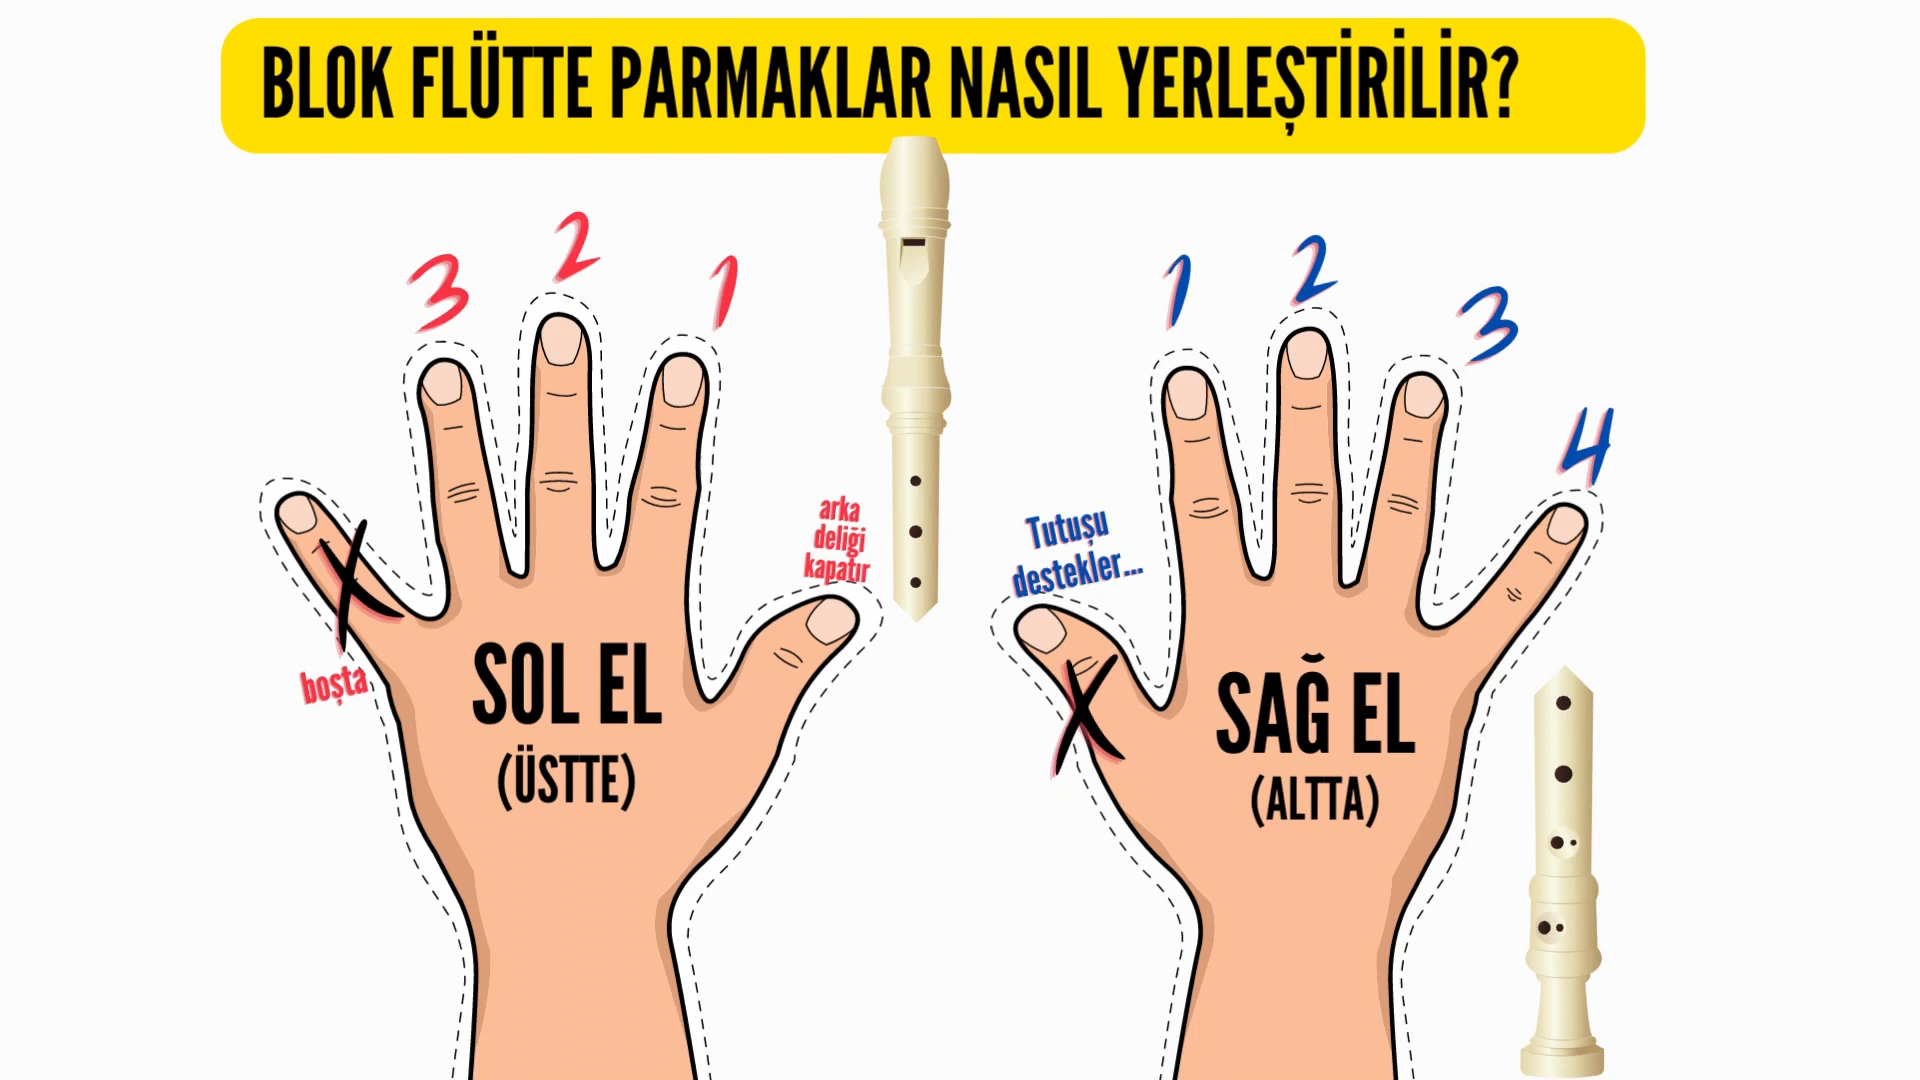 BLOK FLÜTTE PARMAKLAR NASIL YERLEŞTİRİLİR?
3
2
1
arka
deliği
kapatır
boşta
SOL EL
(ÜSTTE)
1
2
3
4
Tutuşu
destekler...
SAĞ EL
(ALTTA)